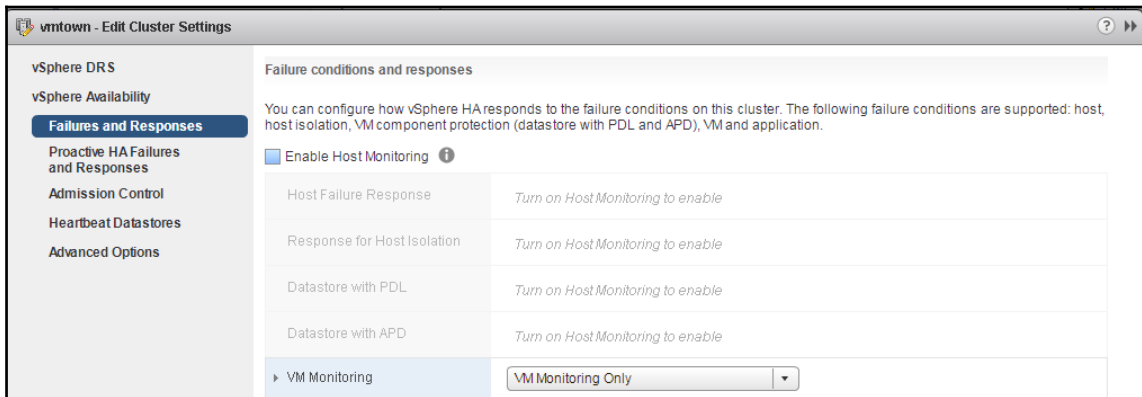 vmtown - Edit Cluster Settings
vSphere DRS
vSphere Availability
Failures and Responses
Proactive HA Failures
and Responses
Admission Control
Heartbeat Datastores
Advanced Options
Failure conditions and responses
You can configure how vSphere HA responds to the failure conditions on this cluster. The following failure conditions are supported: host,
host isolation, VM component protection (datastore with PDL and APD), VM and application.
Enable Host Monitoring
Host Failure Response
Turn on Host Monitoring to enable
Response for Host Isolation
Turn on Host Monitoring to enable
Datastore with PDL
Turn on Host Monitoring to enable
Datastore with APD
Turn on Host Monitoring to enable
VM Monitoring
VM Monitoring Only